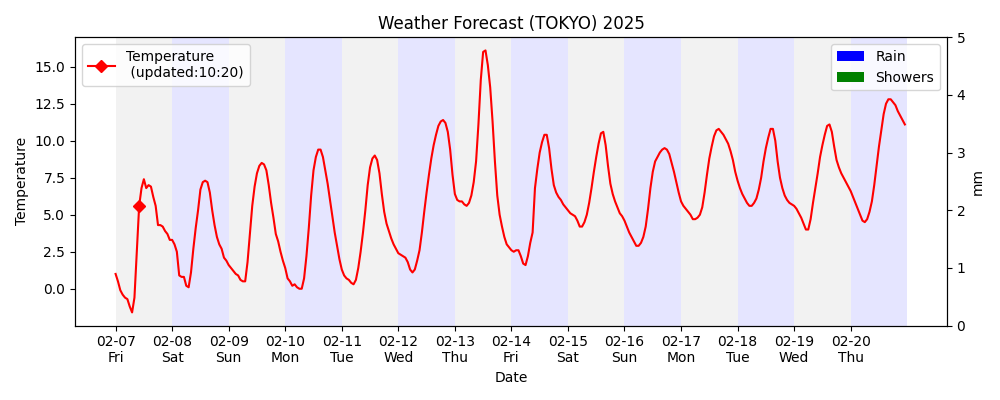 Weather Forecast (TOKYO) 2025
Temperature
(updated:10:20)
Rain
Showers
15.0
12.5
10.0
7.5
5.0
2.5
0.0
Temperature
5
4
3
2
1
0
mm
02-07 02-08 02-09 02-10 02-11 02-12 02-13 02-14 02-15 02-16 02-17 02-18 02-19 02-20
Fri Sat Sun Mon Tue Wed Thu Fri Sat Sun Mon Tue Wed Thu
Date